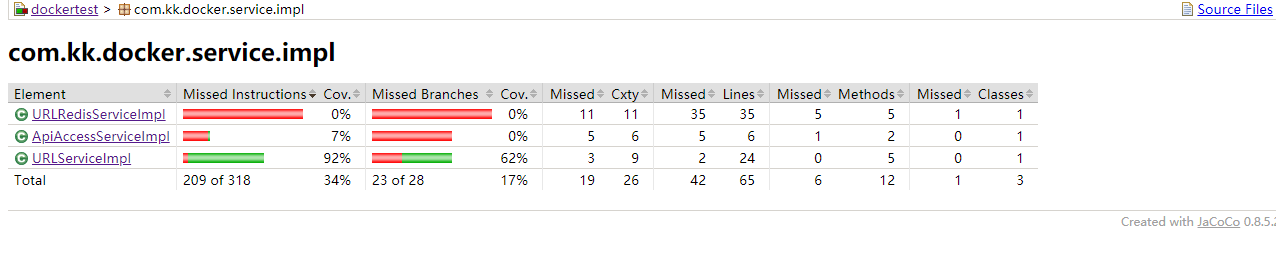 dockertest > com.kk.docker.service.impl Source Files
com.kk.docker.service.impl
Element Missed Instructions Cov. Missed Branches Cov. Missed Cxty Missed Lines Missed Methods Missed Classes
C URLRedisServiceImpl 0% 0% 11 11 35 35 5 5 1 1
C ApiAccessServiceImpl 7% 0% 5 6 5 6 1 2 0 1
C URLServiceImpl 92% 62% 3 9 2 24 0 5 0 1
Total 209 of 318 34% 23 of 28 17% 19 26 42 65 6 12 1 3
Created with JaCoCo 0.8.5.2